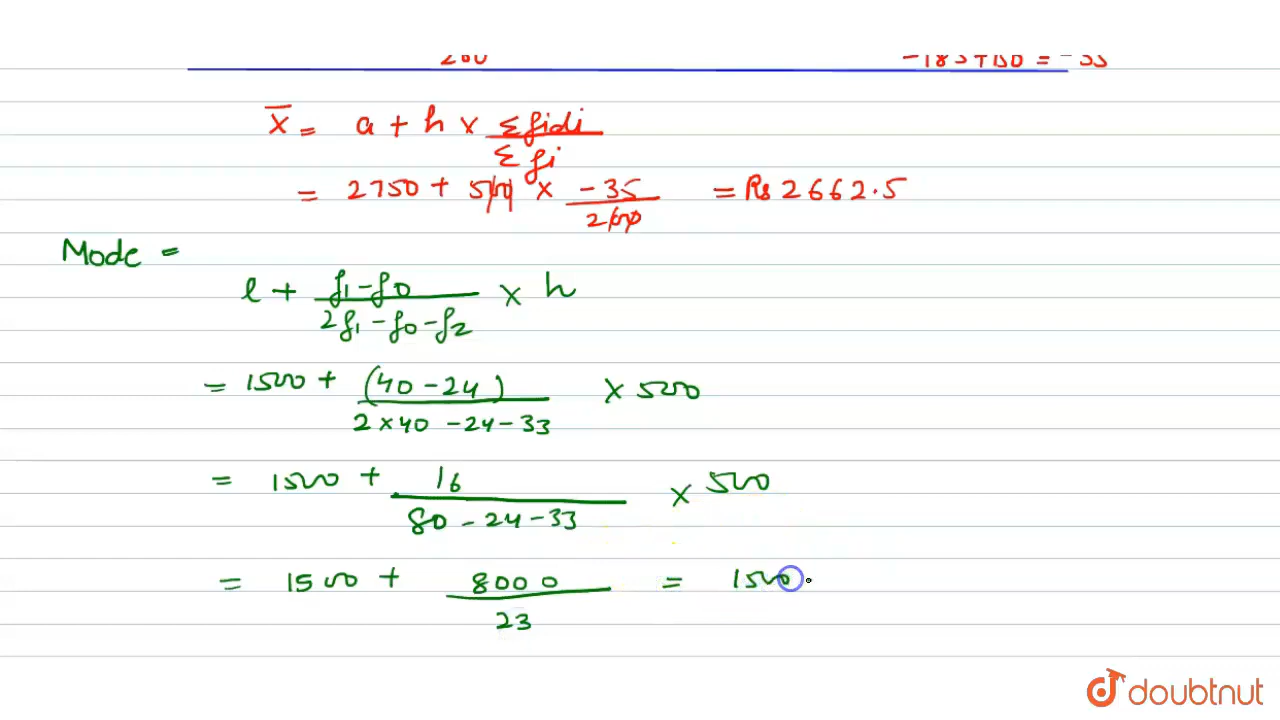 200 -185+150 = -35
x̄ = a + h × Σfidi / Σfi
= 2750 + 500 × -35 / 200 = Rs 2662.5
Mode =
l + f1-f0 / 2f1-f0-f2 × h
= 1500 + (40-24) / 2×40-24-33 × 500
= 1500 + 16 / 80-24-33 × 500
= 1500 + 8000 / 23 = 1500.
doubtnut